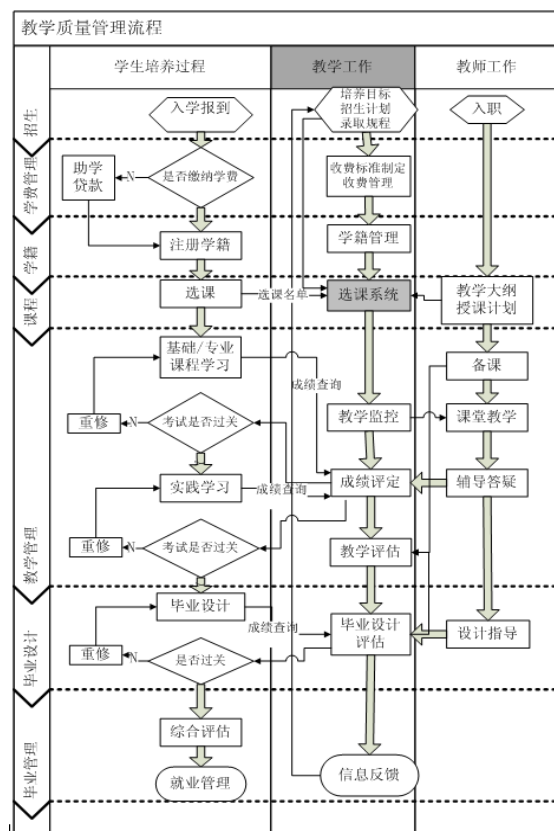 教学质量管理流程
学生培养过程
教学工作
教师工作
招生
入学报到
培养目标
招生计划
录取规程
入职
学费管理
助学
贷款
N
是否缴纳学费
收费标准制定
收费管理
学籍
注册学籍
学籍管理
课程
选课
选课名单
选课系统
教学大纲
授课计划
教学管理
基础/专业
课程学习
成绩查询
备课
重修
N
考试是否过关
教学监控
课堂教学
实践学习
成绩查询
成绩评定
辅导答疑
重修
N
考试是否过关
教学评估
毕业设计
毕业设计
成绩查询
毕业设计
评估
设计指导
重修
N
是否过关
毕业管理
综合评估
就业管理
信息反馈